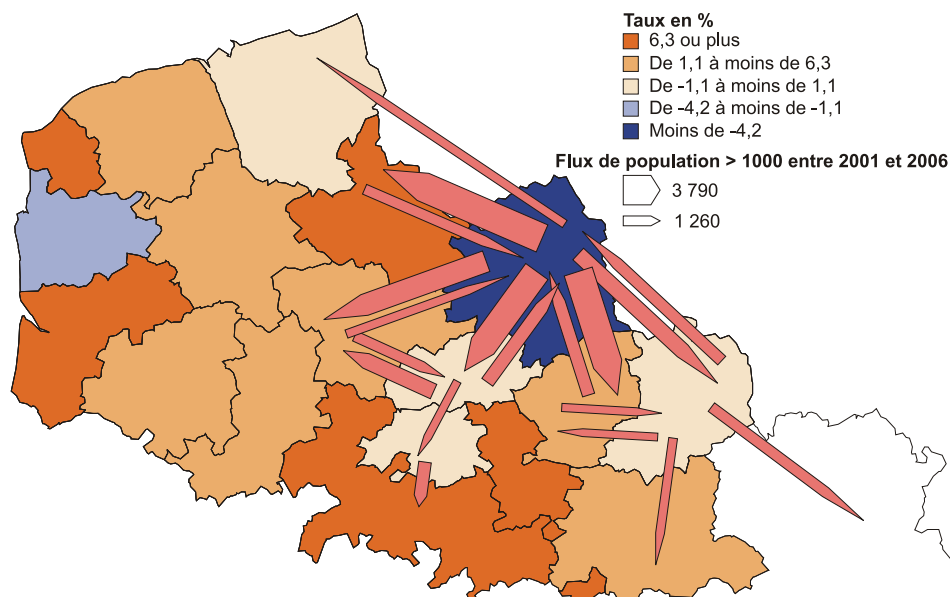 Taux en %
6,3 ou plus
De 1,1 à moins de 6,3
De -1,1 à moins de 1,1
De -4,2 à moins de -1,1
Moins de -4,2
Flux de population > 1000 entre 2001 et 2006
3 790
1 260